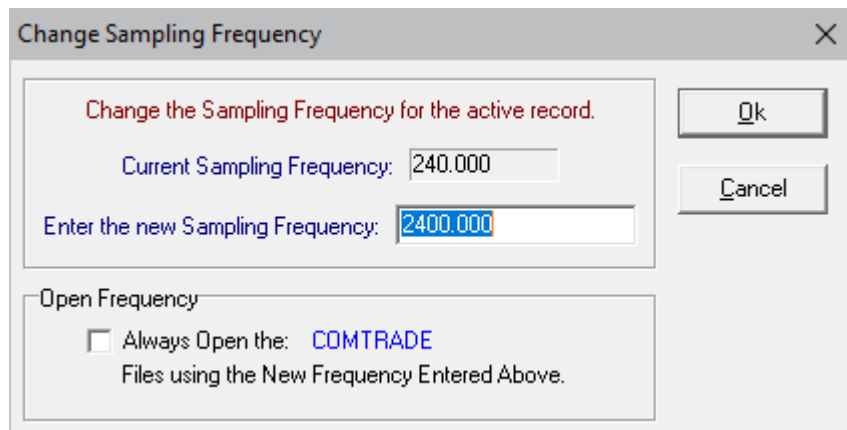 Change Sampling Frequency
Change the Sampling Frequency for the active record.
Current Sampling Frequency: 240.000
Enter the new Sampling Frequency: 2400.000
Ok
Cancel
Open Frequency
Always Open the: COMTRADE
Files using the New Frequency Entered Above.